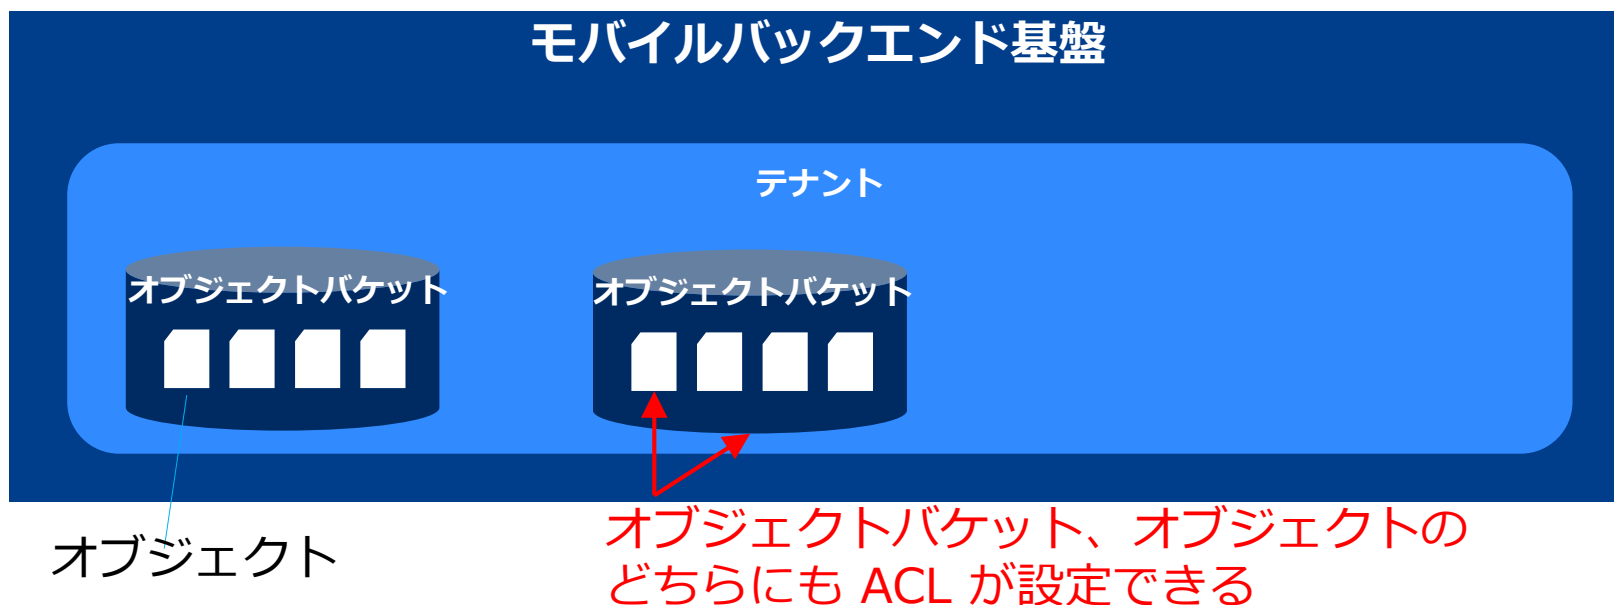 モバイルバックエンド基盤
テナント
オブジェクトバケット
オブジェクトバケット
オブジェクト
オブジェクトバケット、オブジェクトの
どちらにも ACL が設定できる